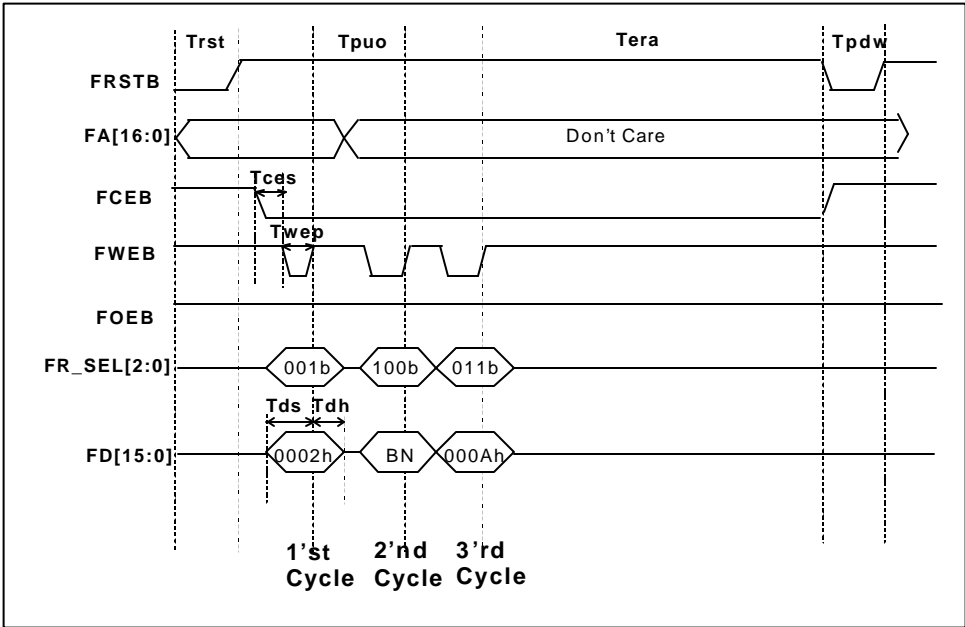 Trst Tpuo Tera Tpdw
FRSTB
FA[16:0] Don't Care
Tces
FCEB
Twep
FWEB
FOEB
FR_SEL[2:0] 001b 100b 011b
Tds Tdh
FD[15:0] 0002h BN 000Ah
1'st 2'nd 3'rd
Cycle Cycle Cycle